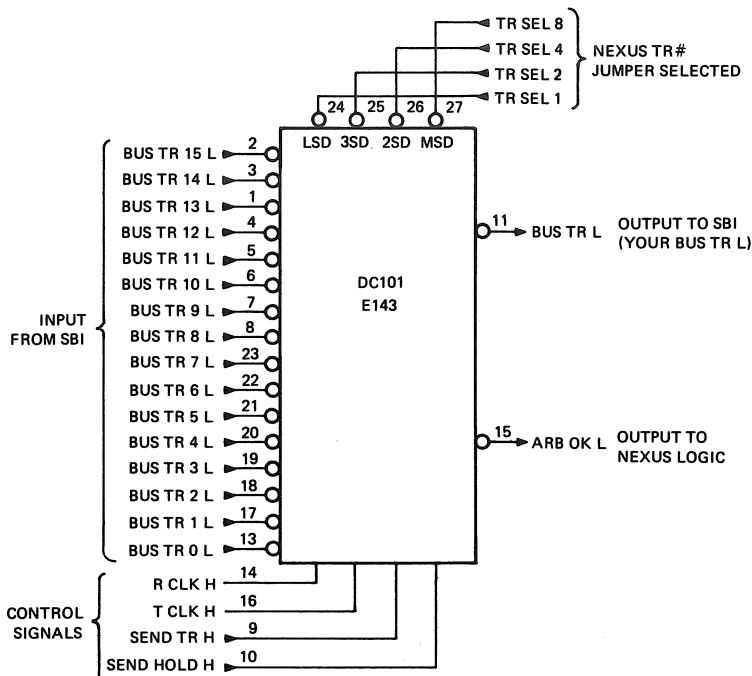 TR SEL 8
TR SEL 4
TR SEL 2
TR SEL 1
NEXUS TR#
JUMPER SELECTED
24 25 26 27
LSD 3SD 2SD MSD
INPUT
FROM SBI
BUS TR 15 L 2
BUS TR 14 L 3
BUS TR 13 L 1
BUS TR 12 L 4
BUS TR 11 L 5
BUS TR 10 L 6
BUS TR 9 L 7
BUS TR 8 L 8
BUS TR 7 L 23
BUS TR 6 L 22
BUS TR 5 L 21
BUS TR 4 L 20
BUS TR 3 L 19
BUS TR 2 L 18
BUS TR 1 L 17
BUS TR 0 L 13
DC101
E143
11 BUS TR L
OUTPUT TO SBI
(YOUR BUS TR L)
15 ARB OK L
OUTPUT TO
NEXUS LOGIC
CONTROL
SIGNALS
R CLK H 14
T CLK H 16
SEND TR H 9
SEND HOLD H 10